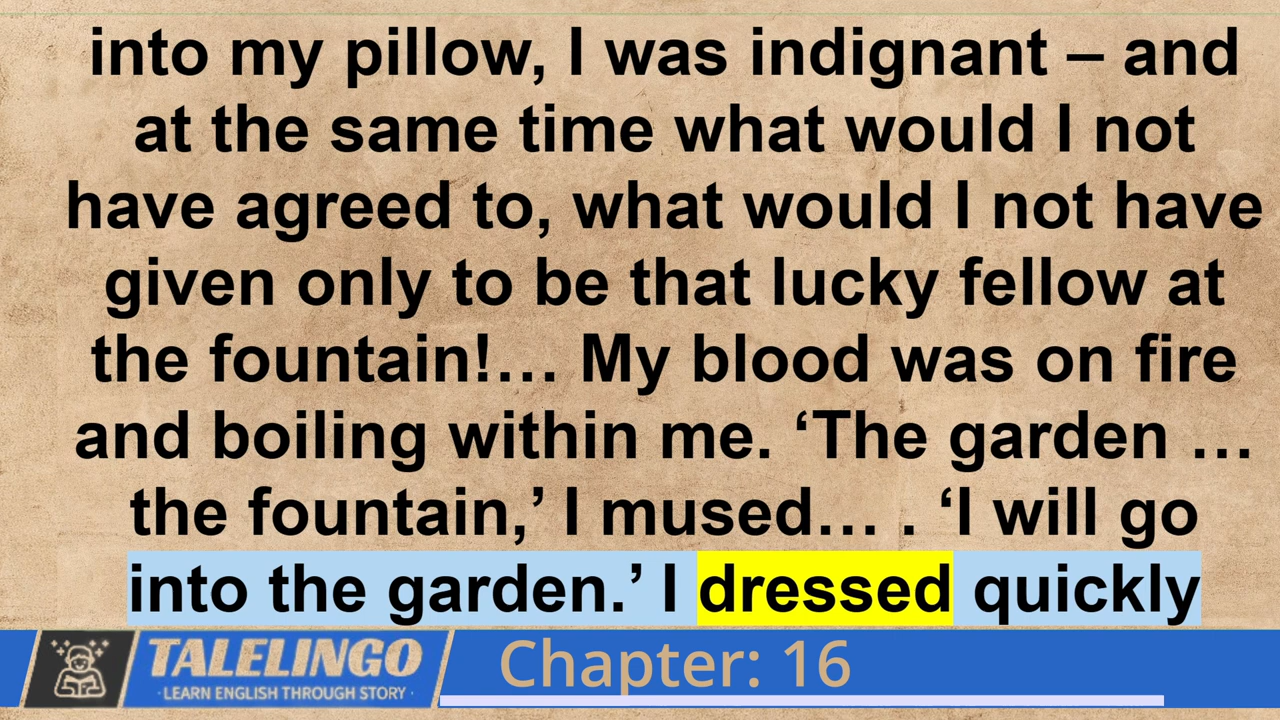 into my pillow, I was indignant – and
at the same time what would I not
have agreed to, what would I not have
given only to be that lucky fellow at
the fountain!… My blood was on fire
and boiling within me. ‘The garden …
the fountain,’ I mused… . ‘I will go
into the garden.’ I dressed quickly
TALELINGO
· LEARN ENGLISH THROUGH STORY ·
Chapter: 16